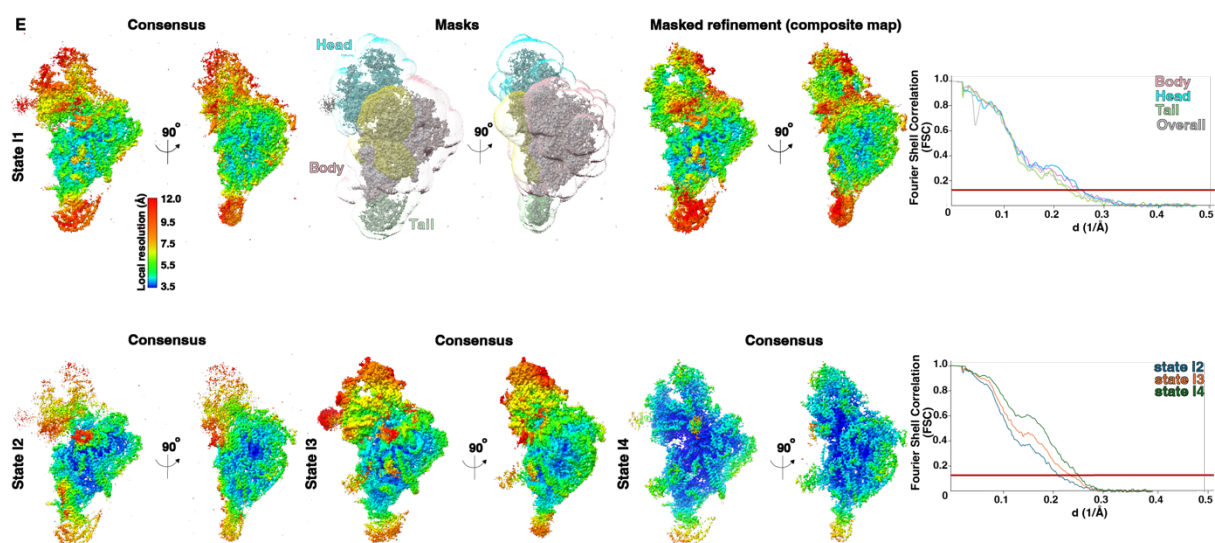 E
Consensus
Masks
Masked refinement (composite map)
State I1
90°
Head
Body
Tail
90°
90°
12.0
9.5
7.5
5.5
3.5
Local resolution (Å)
Fourier Shell Correlation
(FSC)
1.0
0.8
0.6
0.4
0.2
0
0.1
0.2
0.3
0.4
0.5
d (1/Å)
Body
Head
Tail
Overall
Consensus
Consensus
Consensus
State I2
90°
State I3
90°
State I4
90°
Fourier Shell Correlation
(FSC)
1.0
0.8
0.6
0.4
0.2
0
0.1
0.2
0.3
0.4
0.5
d (1/Å)
state I2
state I3
state I4